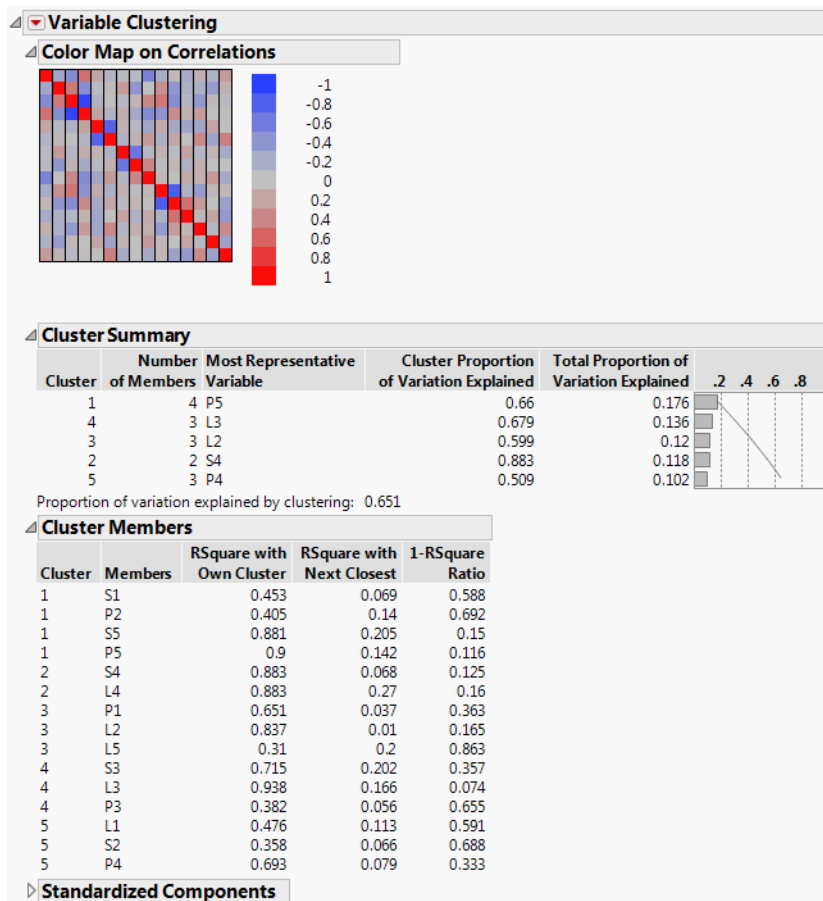 Variable Clustering
Color Map on Correlations
-1
-0.8
-0.6
-0.4
-0.2
0
0.2
0.4
0.6
0.8
1
Cluster Summary
Number Most Representative Cluster Proportion Total Proportion of
Cluster of Members Variable of Variation Explained Variation Explained .2 .4 .6 .8
1 4 P5 0.66 0.176
4 3 L3 0.679 0.136
3 3 L2 0.599 0.12
2 2 S4 0.883 0.118
5 3 P4 0.509 0.102
Proportion of variation explained by clustering: 0.651
Cluster Members
RSquare with RSquare with 1-RSquare
Cluster Members Own Cluster Next Closest Ratio
1 S1 0.453 0.069 0.588
1 P2 0.405 0.14 0.692
1 S5 0.881 0.205 0.15
1 P5 0.9 0.142 0.116
2 S4 0.883 0.068 0.125
2 L4 0.883 0.27 0.16
3 P1 0.651 0.037 0.363
3 L2 0.837 0.01 0.165
3 L5 0.31 0.2 0.863
4 S3 0.715 0.202 0.357
4 L3 0.938 0.166 0.074
4 P3 0.382 0.056 0.655
5 L1 0.476 0.113 0.591
5 S2 0.358 0.066 0.688
5 P4 0.693 0.079 0.333
Standardized Components